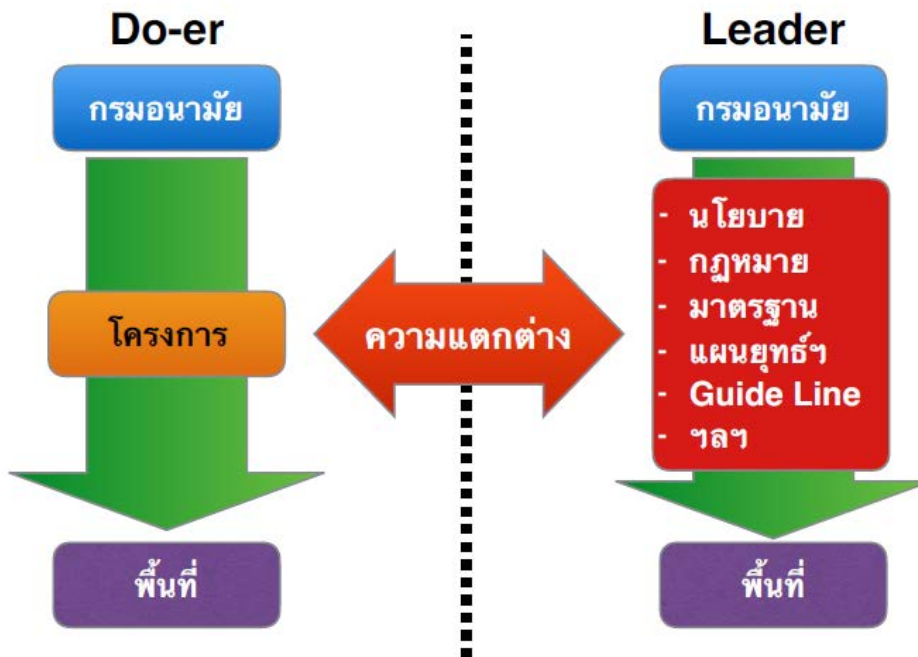 Do-er
กรมอนามัย
โครงการ
พื้นที่
ความแตกต่าง
Leader
กรมอนามัย
- นโยบาย
- กฏหมาย
- มาตรฐาน
- แผนยุทธ์ฯ
- Guide Line
- ฯลฯ
พื้นที่